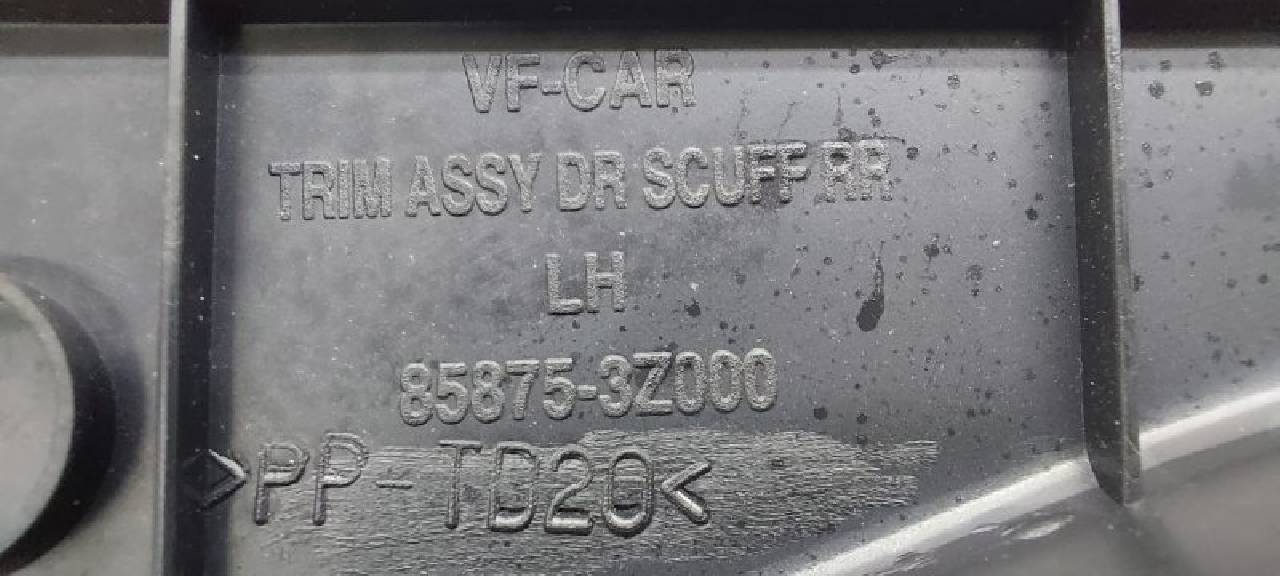 VF-CAR
TRIM ASSY DR SCUFF RR
LH
85875-3Z000
>PP-TD20<